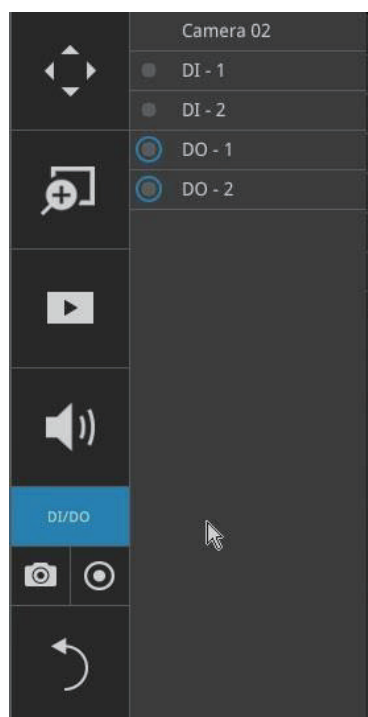 Camera 02
DI - 1
DI - 2
DO - 1
DO - 2
DI/DO